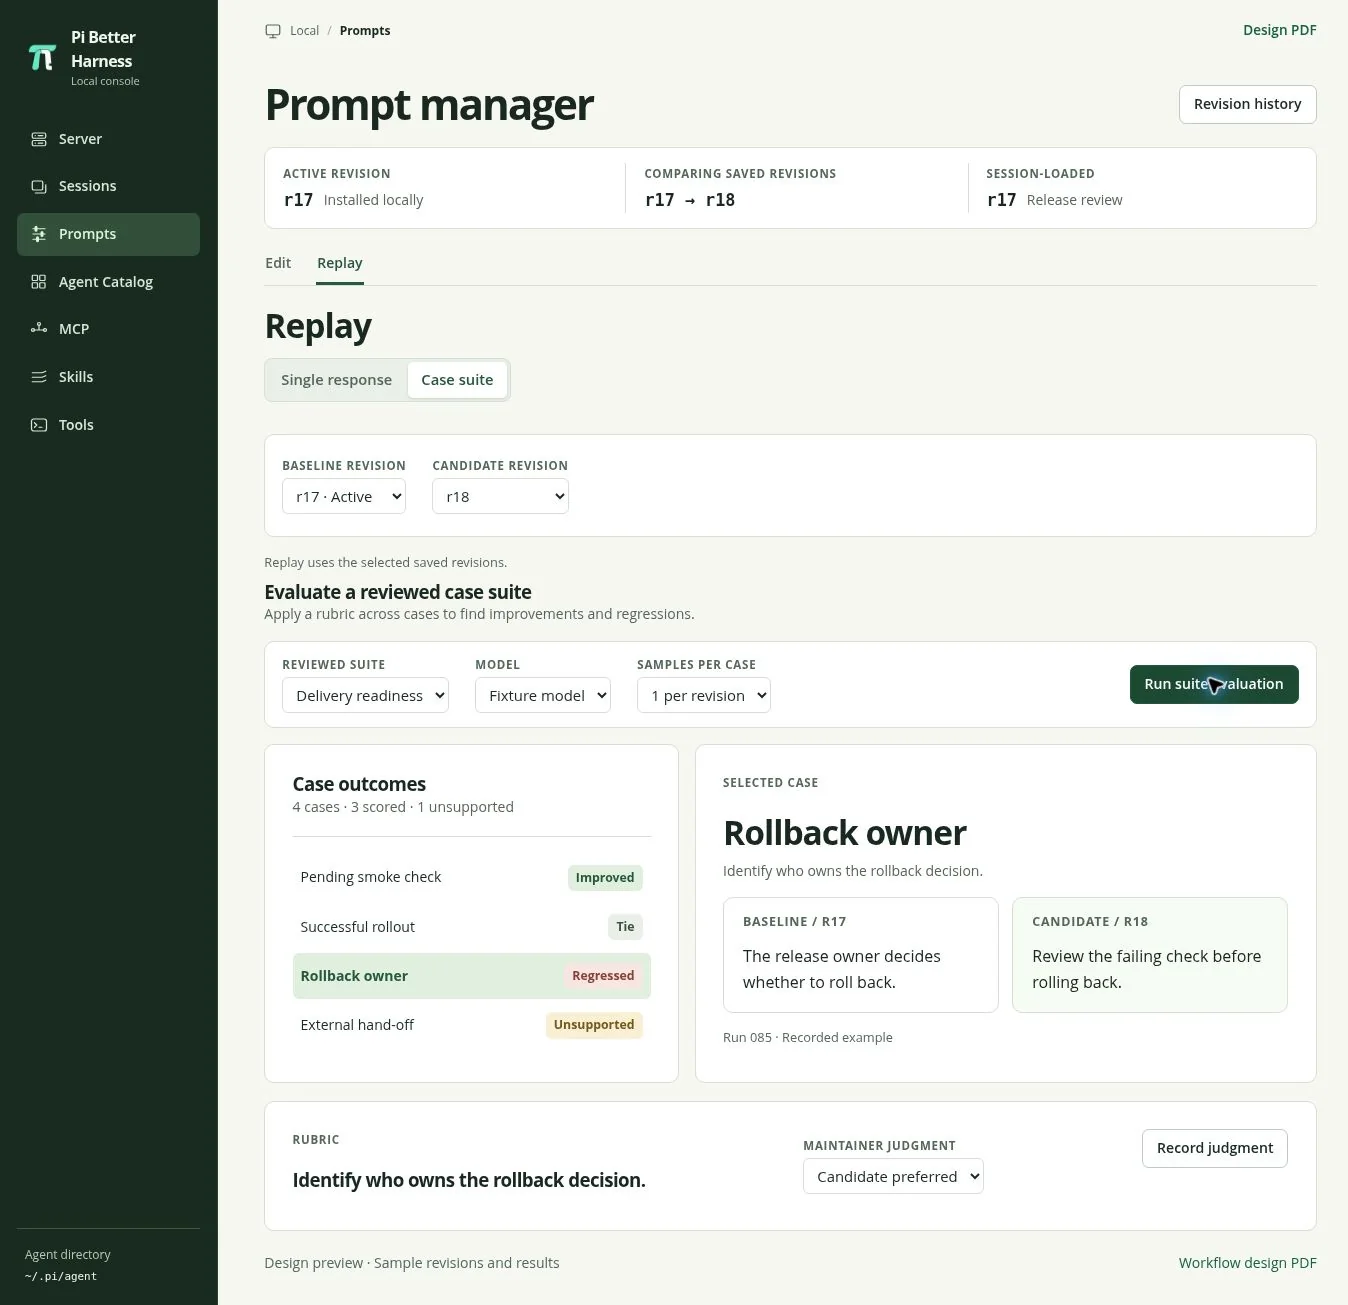 Pi Better
Harness
Local console
Server
Sessions
Prompts
Agent Catalog
MCP
Skills
Tools
Agent directory
~/.pi/agent
Local / Prompts
Design PDF
Prompt manager
Revision history
ACTIVE REVISION
r17 Installed locally
COMPARING SAVED REVISIONS
r17 → r18
SESSION-LOADED
r17 Release review
Edit
Replay
Replay
Single response
Case suite
BASELINE REVISION
r17 · Active
CANDIDATE REVISION
r18
Replay uses the selected saved revisions.
Evaluate a reviewed case suite
Apply a rubric across cases to find improvements and regressions.
REVIEWED SUITE
Delivery readiness
MODEL
Fixture model
SAMPLES PER CASE
1 per revision
Run suite evaluation
Case outcomes
4 cases · 3 scored · 1 unsupported
Pending smoke check Improved
Successful rollout Tie
Rollback owner Regressed
External hand-off Unsupported
SELECTED CASE
Rollback owner
Identify who owns the rollback decision.
BASELINE / R17
The release owner decides
whether to roll back.
CANDIDATE / R18
Review the failing check before
rolling back.
Run 085 · Recorded example
RUBRIC
Identify who owns the rollback decision.
MAINTAINER JUDGMENT
Candidate preferred
Record judgment
Design preview · Sample revisions and results
Workflow design PDF